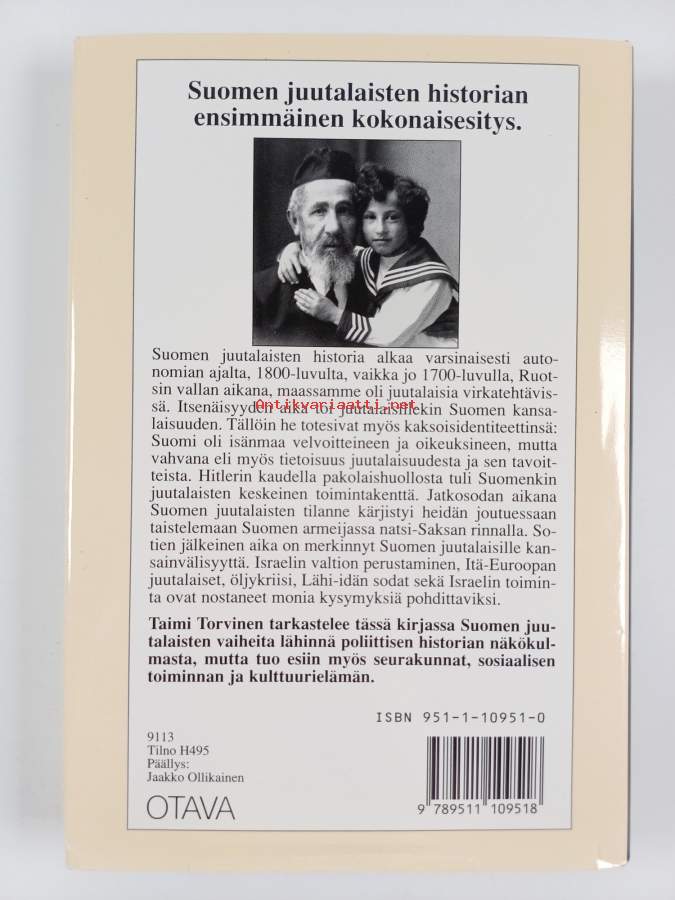 Suomen juutalaisten historian
ensimmäinen kokonaisesitys.
Suomen juutalaisten historia alkaa varsinaisesti auto-
nomian ajalta, 1800-luvulta, vaikka jo 1700-luvulla, Ruot-
sin vallan aikana, maassamme oli juutalaisia virkatehtävis-
Antikvariaatti.net
sä. Itsenäisyyden aika toi juutalaisillekin Suomen kansa-
laisuuden. Tällöin he totesivat myös kaksoisidentiteettinsä:
Suomi oli isänmaa velvoitteineen ja oikeuksineen, mutta
vahvana eli myös tietoisuus juutalaisuudesta ja sen tavoit-
teista. Hitlerin kaudella pakolaishuollosta tuli Suomenkin
juutalaisten keskeinen toimintakenttä. Jatkosodan aikana
Suomen juutalaisten tilanne kärjistyi heidän joutuessaan
taistelemaan Suomen armeijassa natsi-Saksan rinnalla. So-
tien jälkeinen aika on merkinnyt Suomen juutalaisille kan-
sainvälisyyttä. Israelin valtion perustaminen, Itä-Euroopan
juutalaiset, öljykriisi, Lähi-idän sodat sekä Israelin toimin-
ta ovat nostaneet monia kysymyksiä pohdittaviksi.
Taimi Torvinen tarkastelee tässä kirjassa Suomen juu-
talaisten vaiheita lähinnä poliittisen historian näkökul-
masta, mutta tuo esiin myös seurakunnat, sosiaalisen
toiminnan ja kulttuurielämän.
ISBN 951-1-10951-0
9113
Tilno H495
Päällys:
Jaakko Ollikainen
OTAVA
9 789511 109518